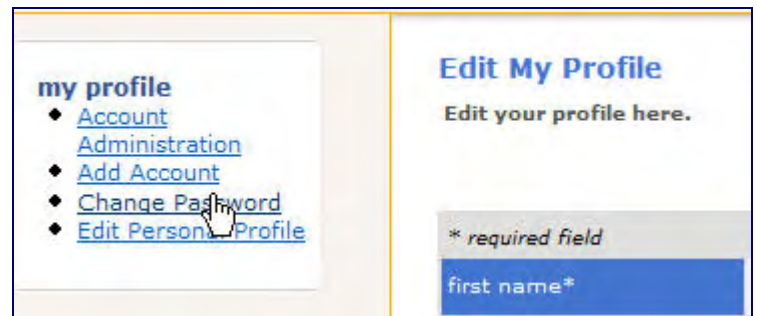 my profile
Account
Administration
Add Account
Change Password
Edit Personal Profile
Edit My Profile
Edit your profile here.
* required field
first name*